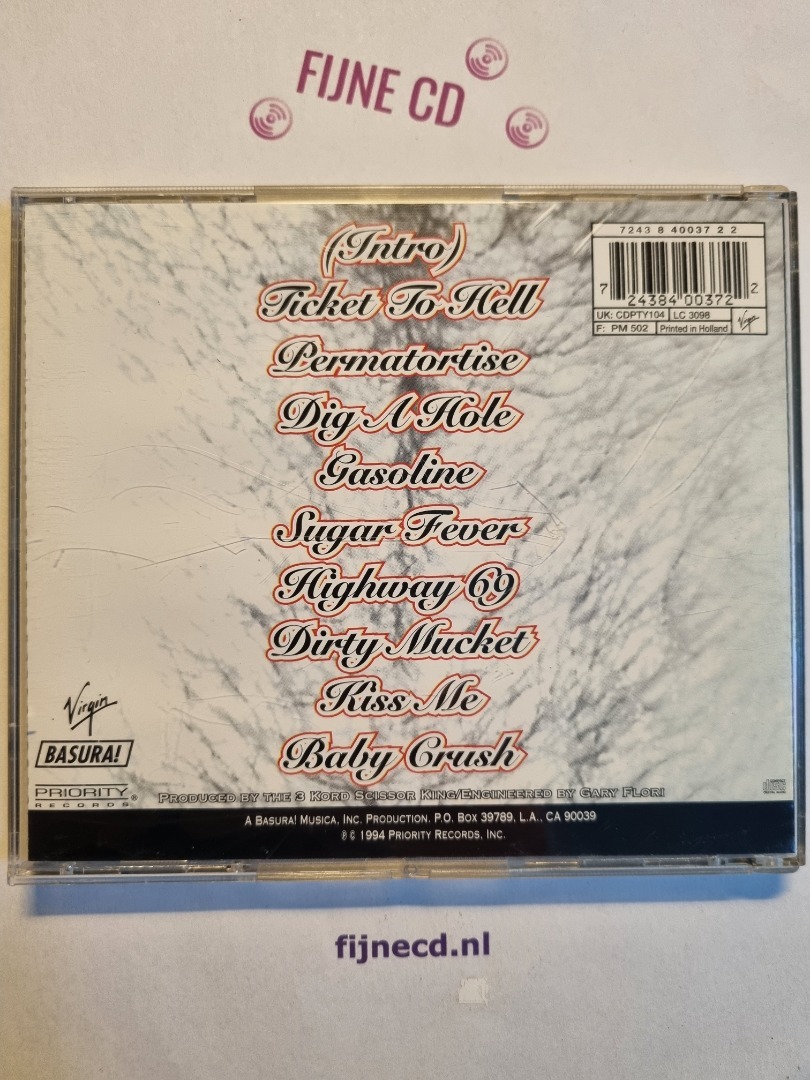 FIJNE CD
(Intro)
Ticket To Hell
Permatortise
Dig A Hole
Gasoline
Sugar Fever
Highway 69
Dirty Mucket
Kiss Me
Baby Crush
7243 8 40037 2 2
7 24384 00372 2
UK: CDPTY104 LC 3098
F: PM 502 Printed in Holland Virgin
Virgin
BASURA!
PRIORITY
RECORDS ®
Produced by the 3 Kord Scissor King/Engineered by Gary Flori
A Basura! Musica, Inc. Production. P.O. Box 39789, L.A., CA 90039
℗ © 1994 Priority Records, Inc.
fijnecd.nl